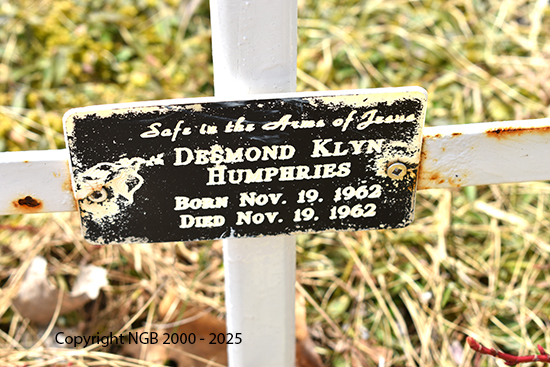 Safe in the Arms of Jesus
Desmond Klyn
Humphries
Born Nov. 19, 1962
Died Nov. 19, 1962
Copyright NGB 2000 - 2025